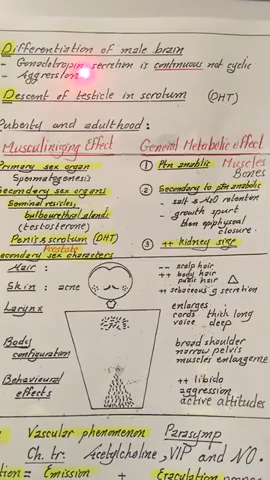 Differentiation of male brain
- Gonadotropin secretion is continuous not cyclic
- Aggression
Descent of testicle in scrotum (DHT)
Puberty and adulthood:
Musculinizing Effect
Primary sex organ
Spermatogenesis
Secondary sex organs
Seminal vesicles,
bulbourethral glands
(testosterone)
Penis & scrotum (DHT)
Prostate
Secondary sex characters
General Metabolic effect
① Ptn anablic Muscles
Bones
② Secondary to ptn anabolic
- salt & H2O retention
- growth spurt
then epiphyseal
closure.
③ ++ kidney size
Hair:
-- scalp hair
++ body hair
pubic hair △
Skin: acne
++ sebaceous g secretion
Larynx
enlarges
cords thick long
voice deep
Body
configuration
broad shoulder
narrow pelvis
muscles enlargeme
Behavioural
effects
++ libido
aggression
active attitudes
Vascular phenomenon Parasymp
Ch. tr: Acetylcholine, VIP and NO.
tion = Emission + Ejaculation